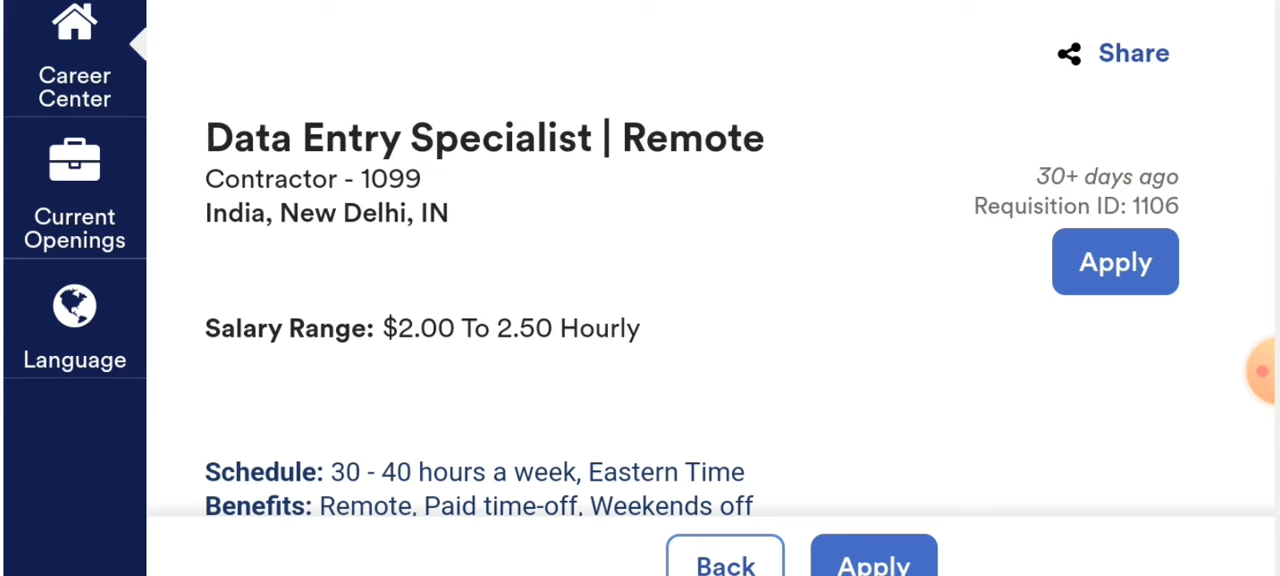 Career
Center
Current
Openings
Language
Share
Data Entry Specialist | Remote
Contractor - 1099
India, New Delhi, IN
30+ days ago
Requisition ID: 1106
Apply
Salary Range: $2.00 To 2.50 Hourly
Schedule: 30 - 40 hours a week, Eastern Time
Benefits: Remote, Paid time-off, Weekends off
Back
Apply